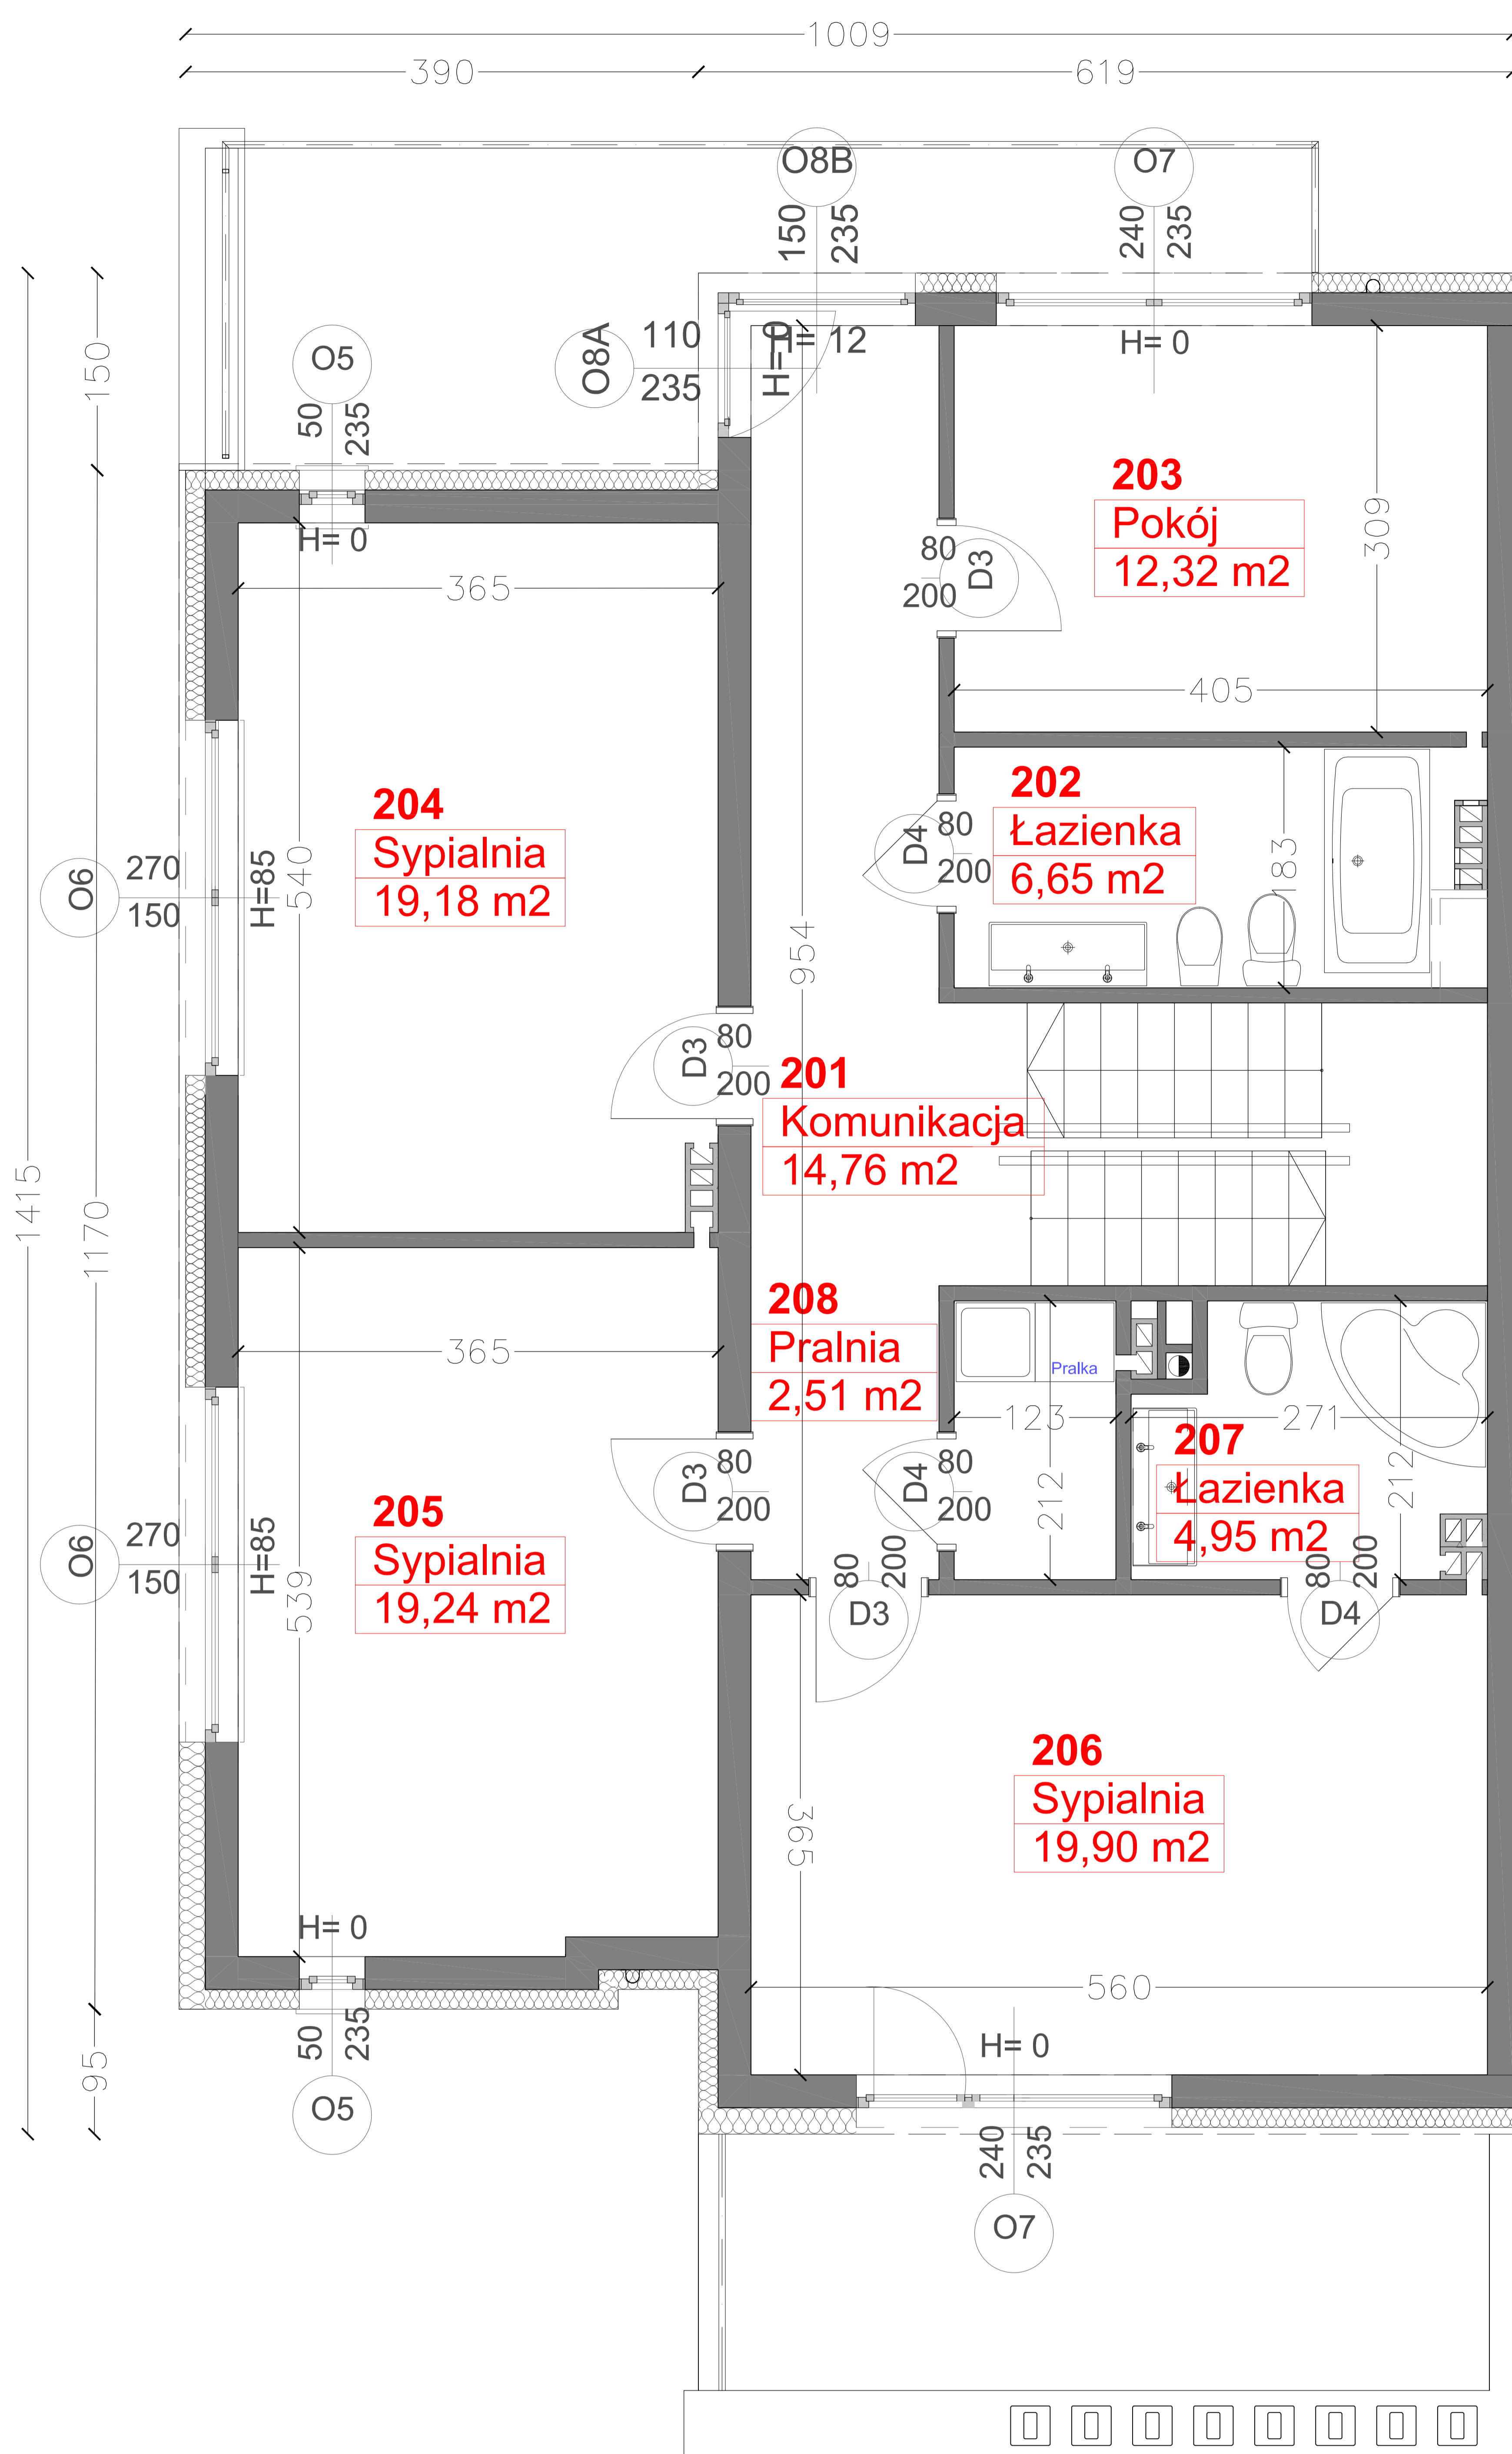 1009
390
619
O8B
O7
150
235
240
235
O5
50
235
O8A
110
235
H=0
H= 12
H= 0
150
H= 0
203
Pokój
12,32 m2
309
80
200
D3
365
405
204
Sypialnia
19,18 m2
202
Łazienka
6,65 m2
183
D4
80
200
O6
270
150
H=85
540
954
D3
80
200
201
Komunikacja
14,76 m2
1415
1170
208
Pralnia
2,51 m2
Pralka
365
123
271
207
Łazienka
4,95 m2
212
212
D3
80
200
D4
80
200
205
Sypialnia
19,24 m2
O6
270
150
H=85
539
80
200
D3
80
200
D4
206
Sypialnia
19,90 m2
365
H= 0
560
H= 0
95
50
235
O5
240
235
O7